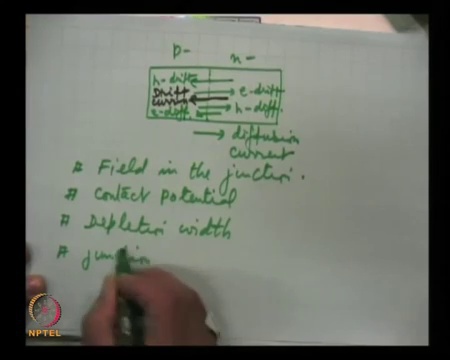 p- n-
h-drift
Drift e-drift
current h-diff.
e-diff
diffusion
current
# Field in the junction.
# Contact Potential
# Depletion width
# junction
NPTEL